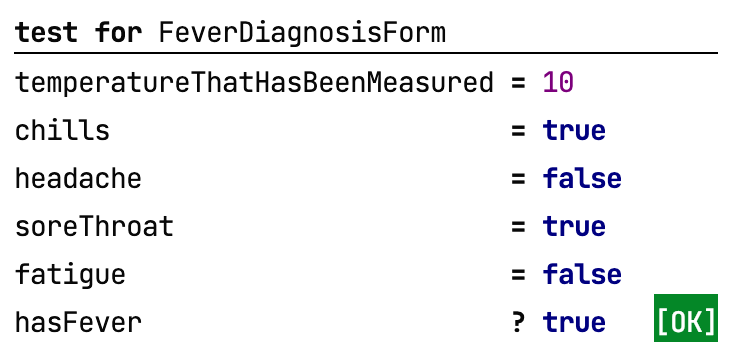 test for FeverDiagnosisForm
temperatureThatHasBeenMeasured = 10
chills = true
headache = false
soreThroat = true
fatigue = false
hasFever ? true [OK]